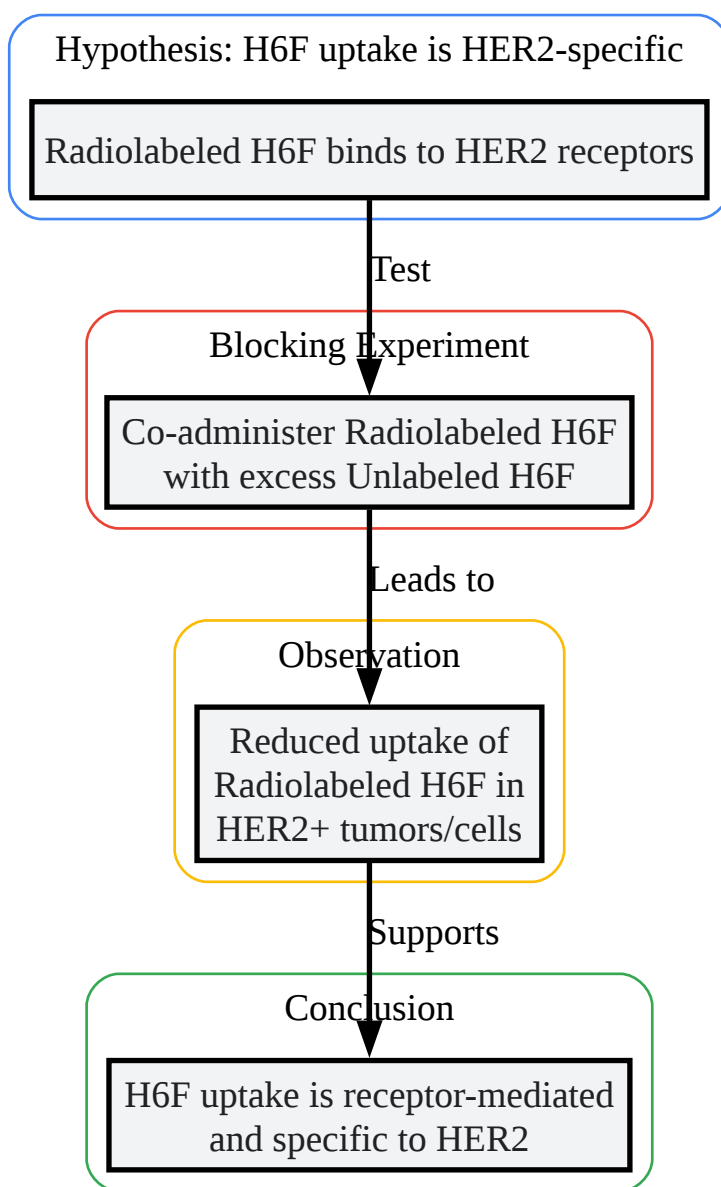 Hypothesis: H6F uptake is HER2-specific
Radiolabeled H6F binds to HER2 receptors
Test
Blocking Experiment
Co-administer Radiolabeled H6F
with excess Unlabeled H6F
Leads to
Observation
Reduced uptake of
Radiolabeled H6F in
HER2+ tumors/cells
Supports
Conclusion
H6F uptake is receptor-mediated
and specific to HER2